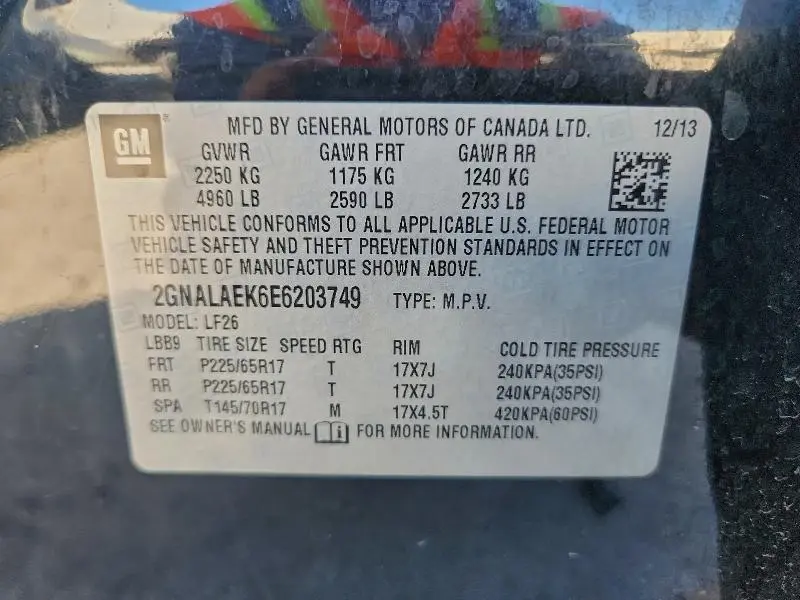 GM
MFD BY GENERAL MOTORS OF CANADA LTD. 12/13
GVWR GAWR FRT GAWR RR
2250 KG 1175 KG 1240 KG
4960 LB 2590 LB 2733 LB
THIS VEHICLE CONFORMS TO ALL APPLICABLE U.S. FEDERAL MOTOR
VEHICLE SAFETY AND THEFT PREVENTION STANDARDS IN EFFECT ON
THE DATE OF MANUFACTURE SHOWN ABOVE.
2GNALAEK6E6203749 TYPE: M.P.V.
MODEL: LF26
LBB9 TIRE SIZE SPEED RTG RIM COLD TIRE PRESSURE
FRT P225/65R17 T 17X7J 240KPA(35PSI)
RR P225/65R17 T 17X7J 240KPA(35PSI)
SPA T145/70R17 M 17X4.5T 420KPA(60PSI)
SEE OWNER'S MANUAL FOR MORE INFORMATION.